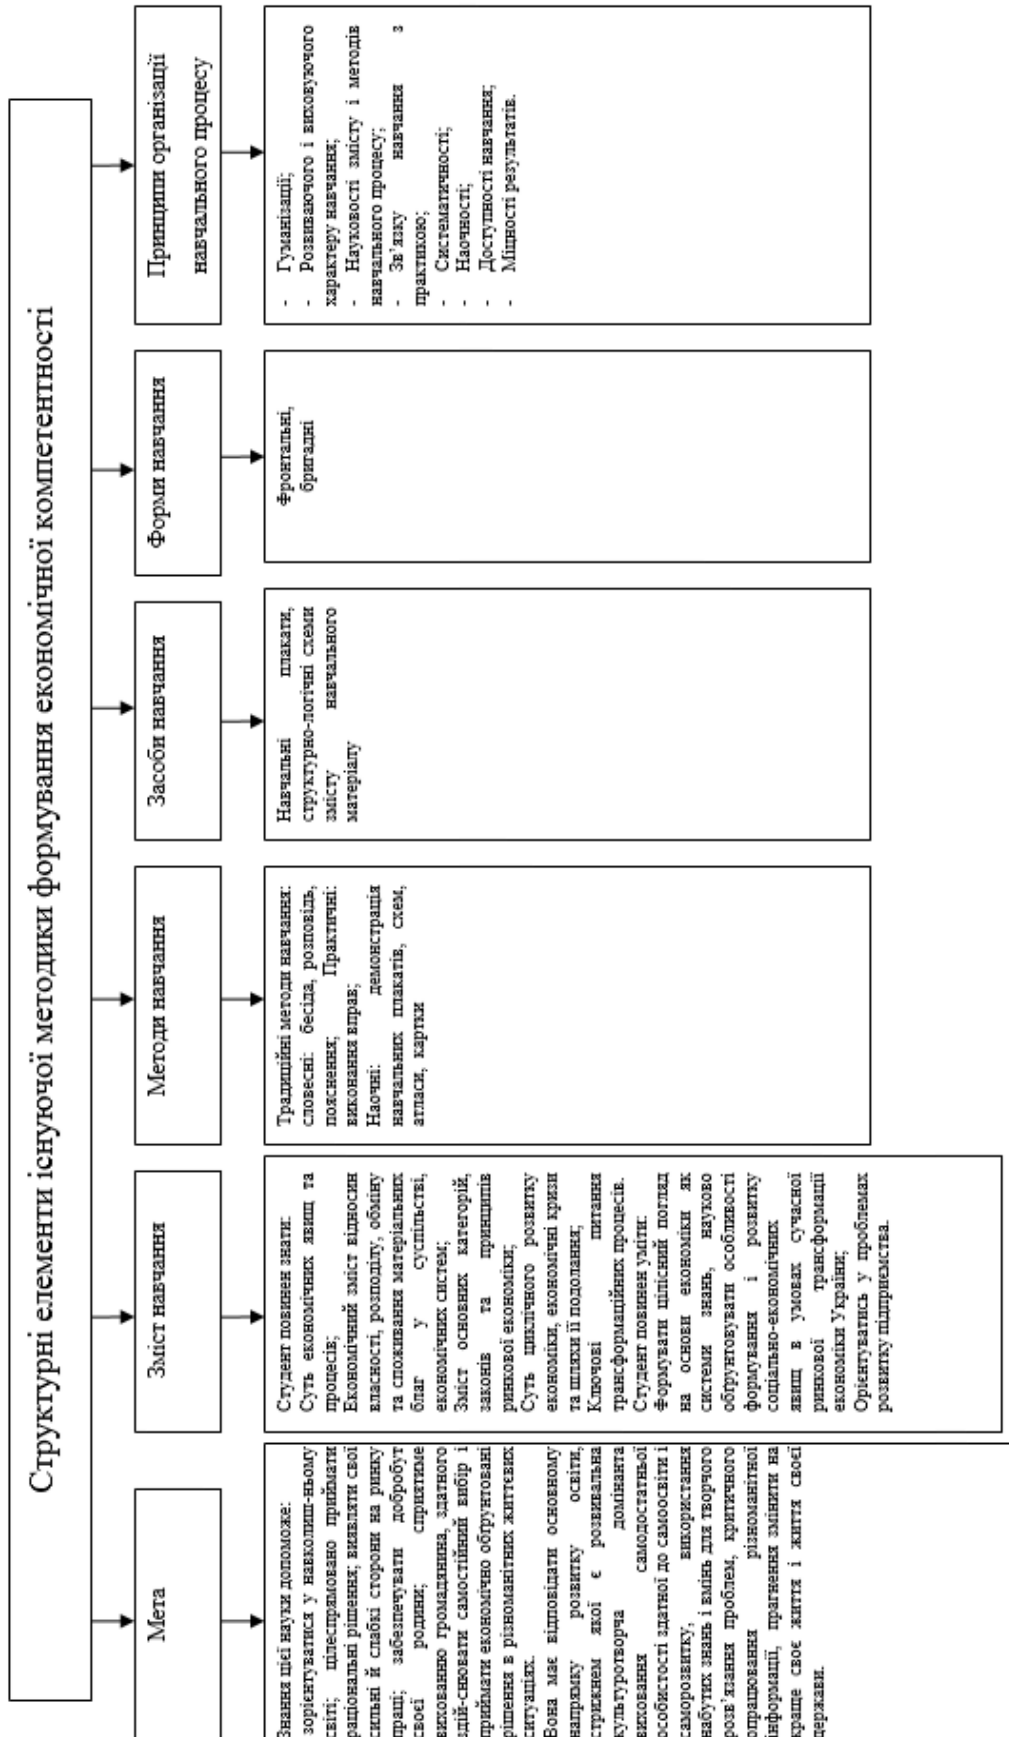 Структурні елементи існуючої методики формування економічної компетентності
Мета
Знання цієї науки допоможе:
зорієнтуватися у навколиш-ньому
світі; цілеспрямовано приймати
раціональні рішення; виявляти свої
сильні й слабкі сторони на ринку
праці; забезпечувати добробут
своєї родини; сприятиме
вихованню громадянина, здатного
здій-снювати самостійний вибір і
приймати економічно обґрунтовані
рішення в різноманітних життєвих
ситуаціях.
Вона має відповідати основному
напрямку розвитку освіти,
стрижнем якої є розвивальна
культуротворча домінанта
виховання самодостатньої
особистості здатної до самоосвіти і
саморозвитку, використання
набутих знань і вмінь для творчого
розв’язання проблем, критичного
опрацювання різноманітної
інформації, прагнення змінити на
краще своє життя і життя своєї
держави.
Зміст навчання
Студент повинен знати:
Суть економічних явищ та
процесів;
Економічний зміст відносин
власності, розподілу, обміну
та споживання матеріальних
благ у суспільстві,
економічних систем;
Зміст основних категорій,
законів та принципів
ринкової економіки;
Суть циклічного розвитку
економіки, економічні кризи
та шляхи її подолання;
Ключові питання
трансформаційних процесів.
Студент повинен уміти:
Формувати цілісний погляд
на основи економіки як
системи знань, науково
обґрунтовувати особливості
формування і розвитку
соціально-економічних
явищ в умовах сучасної
ринкової трансформації
економіки України;
Орієнтуватись у проблемах
розвитку підприємства.
Методи навчання
Традиційні методи навчання:
словесні: бесіда, розповідь,
пояснення; Практичні:
виконання вправ;
Наочні: демонстрація
навчальних плакатів, схем,
атласи, картки
Засоби навчання
Навчальні плакати,
структурно-логічні схеми
змісту навчального
матеріалу
Форми навчання
Фронтальні,
бригадні
Принципи організації
навчального процесу
- Гуманізації;
- Розвиваючого і виховуючого
характеру навчання;
- Науковості змісту і методів
навчального процесу;
- Зв’язку навчання з
практикою;
- Систематичності;
- Наочності;
- Доступності навчання;
- Міцності результатів.